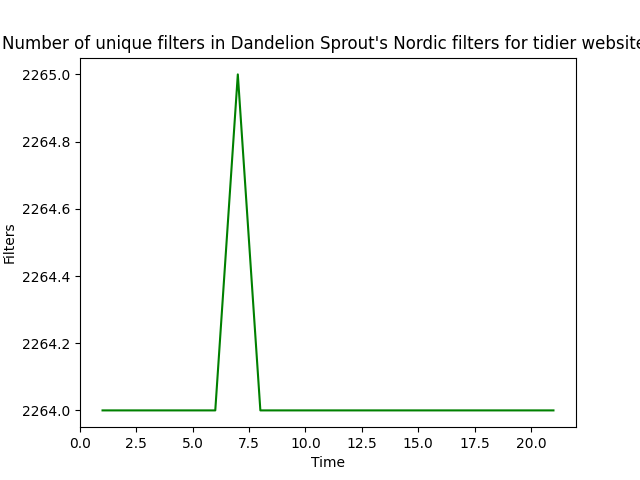 Number of unique filters in Dandelion Sprout's Nordic filters for tidier website
2265.0
2264.8
2264.6
2264.4
2264.2
2264.0
Filters
0.0 2.5 5.0 7.5 10.0 12.5 15.0 17.5 20.0
Time